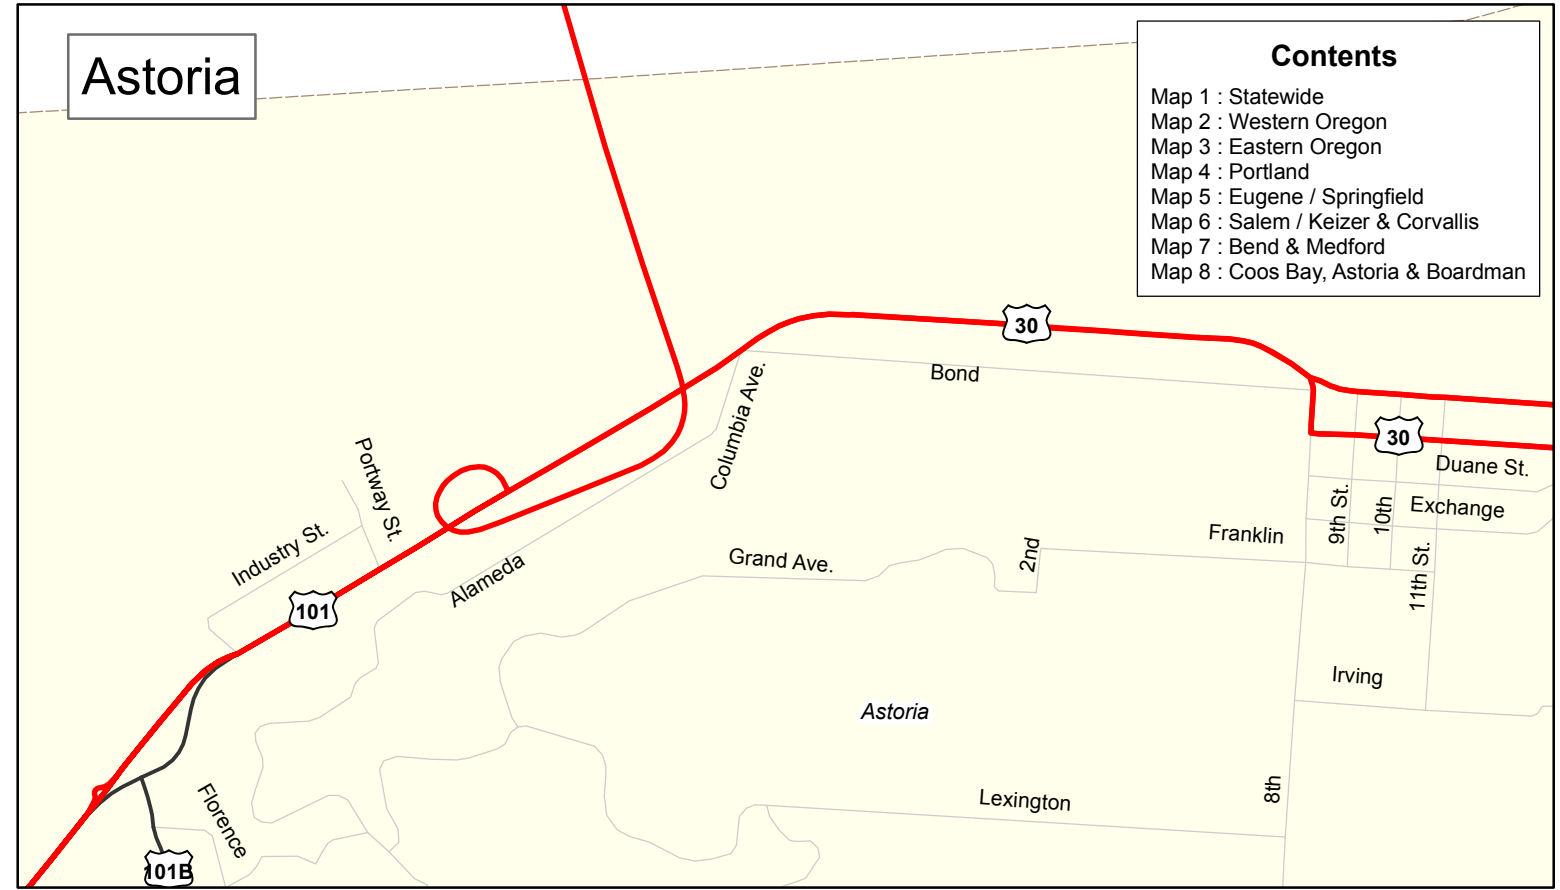 Astoria
Contents
Map 1 : Statewide
Map 2 : Western Oregon
Map 3 : Eastern Oregon
Map 4 : Portland
Map 5 : Eugene / Springfield
Map 6 : Salem / Keizer & Corvallis
Map 7 : Bend & Medford
Map 8 : Coos Bay, Astoria & Boardman
30
Bond
Columbia Ave.
30
Duane St.
Portway St.
9th St.
10th
Exchange
Industry St.
Franklin
2nd
Grand Ave.
Alameda
11th St.
101
Irving
Astoria
8th
Lexington
Florence
101B